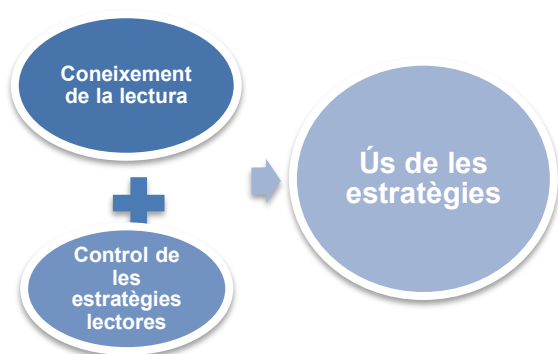 Coneixement
de la lectura
Control de
les
estratègies
lectores
Ús de les
estratègies